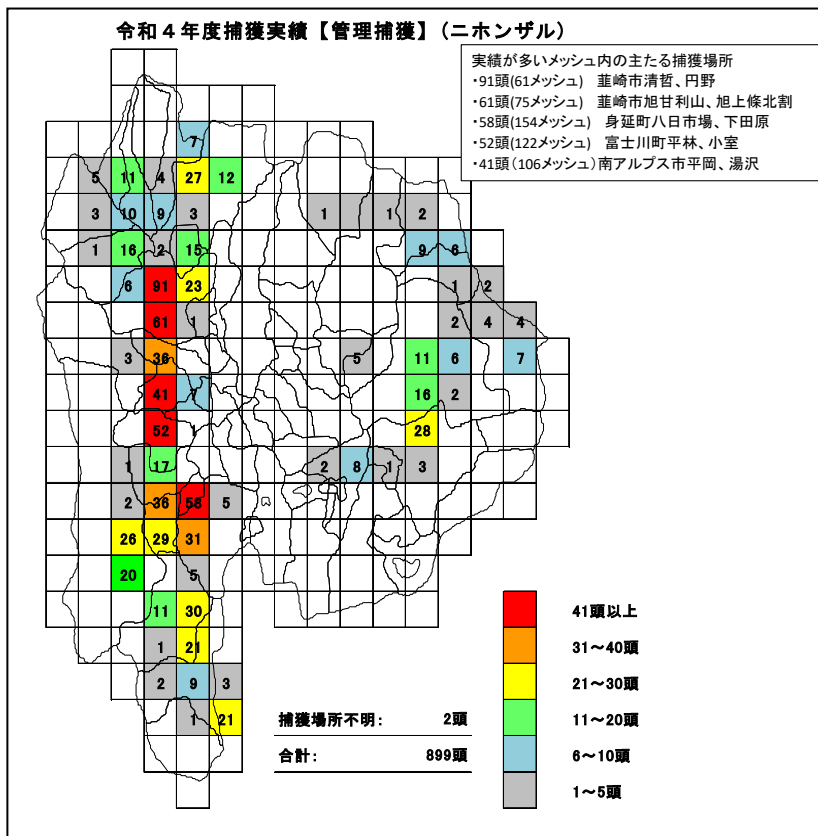 令和４年度捕獲実績【管理捕獲】（ニホンザル）
実績が多いメッシュ内の主たる捕獲場所
・91頭(61メッシュ)　韮崎市清哲、円野
・61頭(75メッシュ)　韮崎市旭甘利山、旭上條北割
・58頭(154メッシュ)　身延町八日市場、下田原
・52頭(122メッシュ)　富士川町平林、小室
・41頭（106メッシュ）南アルプス市平岡、湯沢
7
5 11 4 27 12
3 10 9 3 1 1 2
1 16 2 15 9 6
6 91 23 1 2
61 1 2 4 4
3 36 5 11 6 7
41 7 16 2
52 1 28
1 17 2 8 1 3
2 36 58 5
26 29 31
20 5
11 30
1 21
2 9 3
1 21
捕獲場所不明： 2頭
合計： 899頭
41頭以上
31～40頭
21～30頭
11～20頭
6～10頭
1～5頭